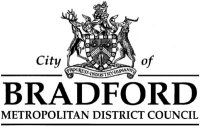 City of
BRADFORD
METROPOLITAN DISTRICT COUNCIL